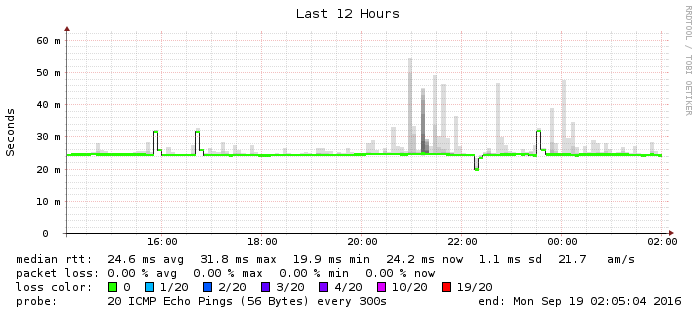 Last 12 Hours
RRDTOOL / TOBI OETIKER
Seconds
60 m
50 m
40 m
30 m
20 m
10 m
0
16:00 18:00 20:00 22:00 00:00 02:00
median rtt: 24.6 ms avg 31.8 ms max 19.9 ms min 24.2 ms now 1.1 ms sd 21.7 am/s
packet loss: 0.00 % avg 0.00 % max 0.00 % min 0.00 % now
loss color: 0 1/20 2/20 3/20 4/20 10/20 19/20
probe: 20 ICMP Echo Pings (56 Bytes) every 300s end: Mon Sep 19 02:05:04 2016